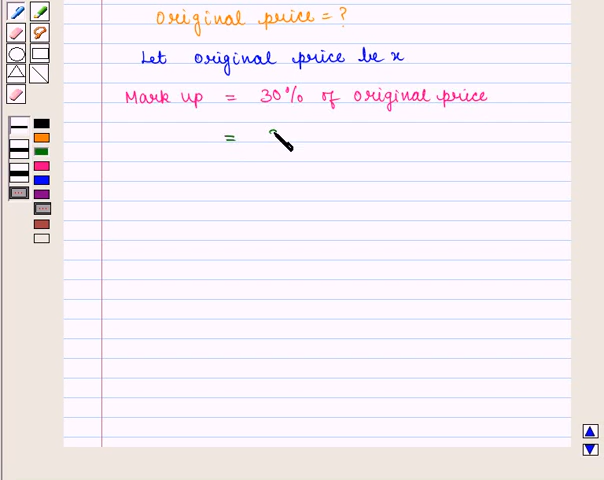 Original price = ?
Let original price be x
Mark up = 30% of original price
=